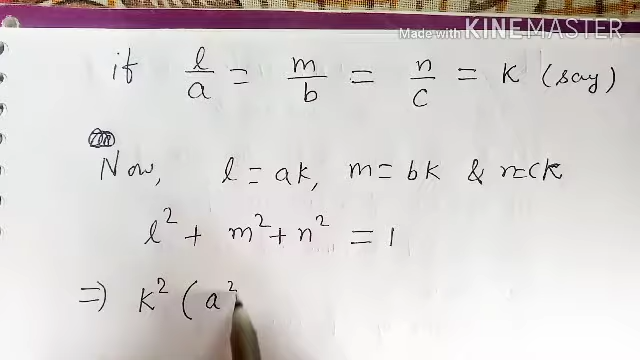 Made with KINEMASTER
if l/a = m/b = n/c = K (say)
Now, l = ak, m = bk & n=ck
l² + m² + n² = 1
=> K² ( a²